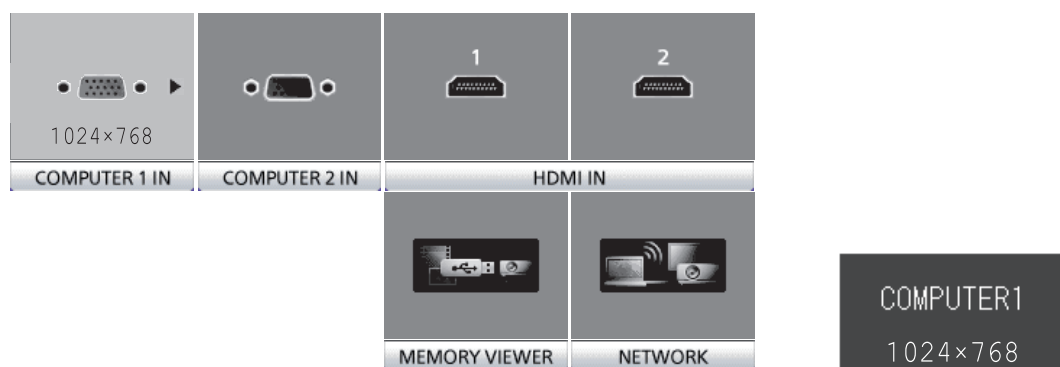 1 2
1024×768
COMPUTER 1 IN COMPUTER 2 IN HDMI IN
MEMORY VIEWER NETWORK
COMPUTER1
1024×768